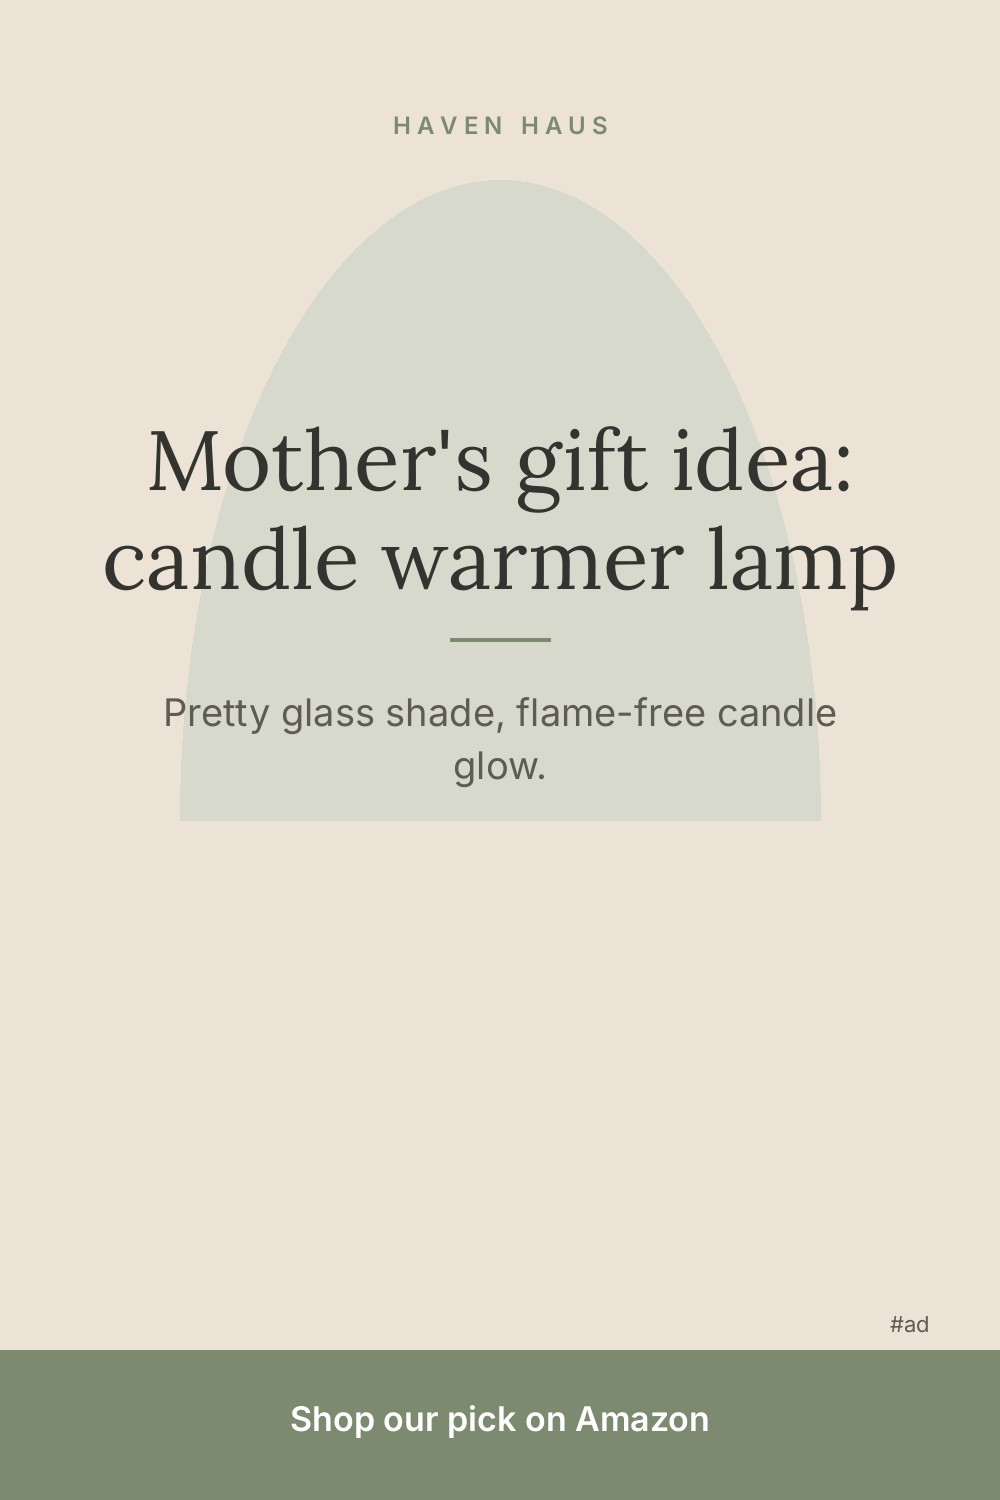 HAVEN HAUS
Mother's gift idea:
candle warmer lamp
Pretty glass shade, flame-free candle
glow.
#ad
Shop our pick on Amazon